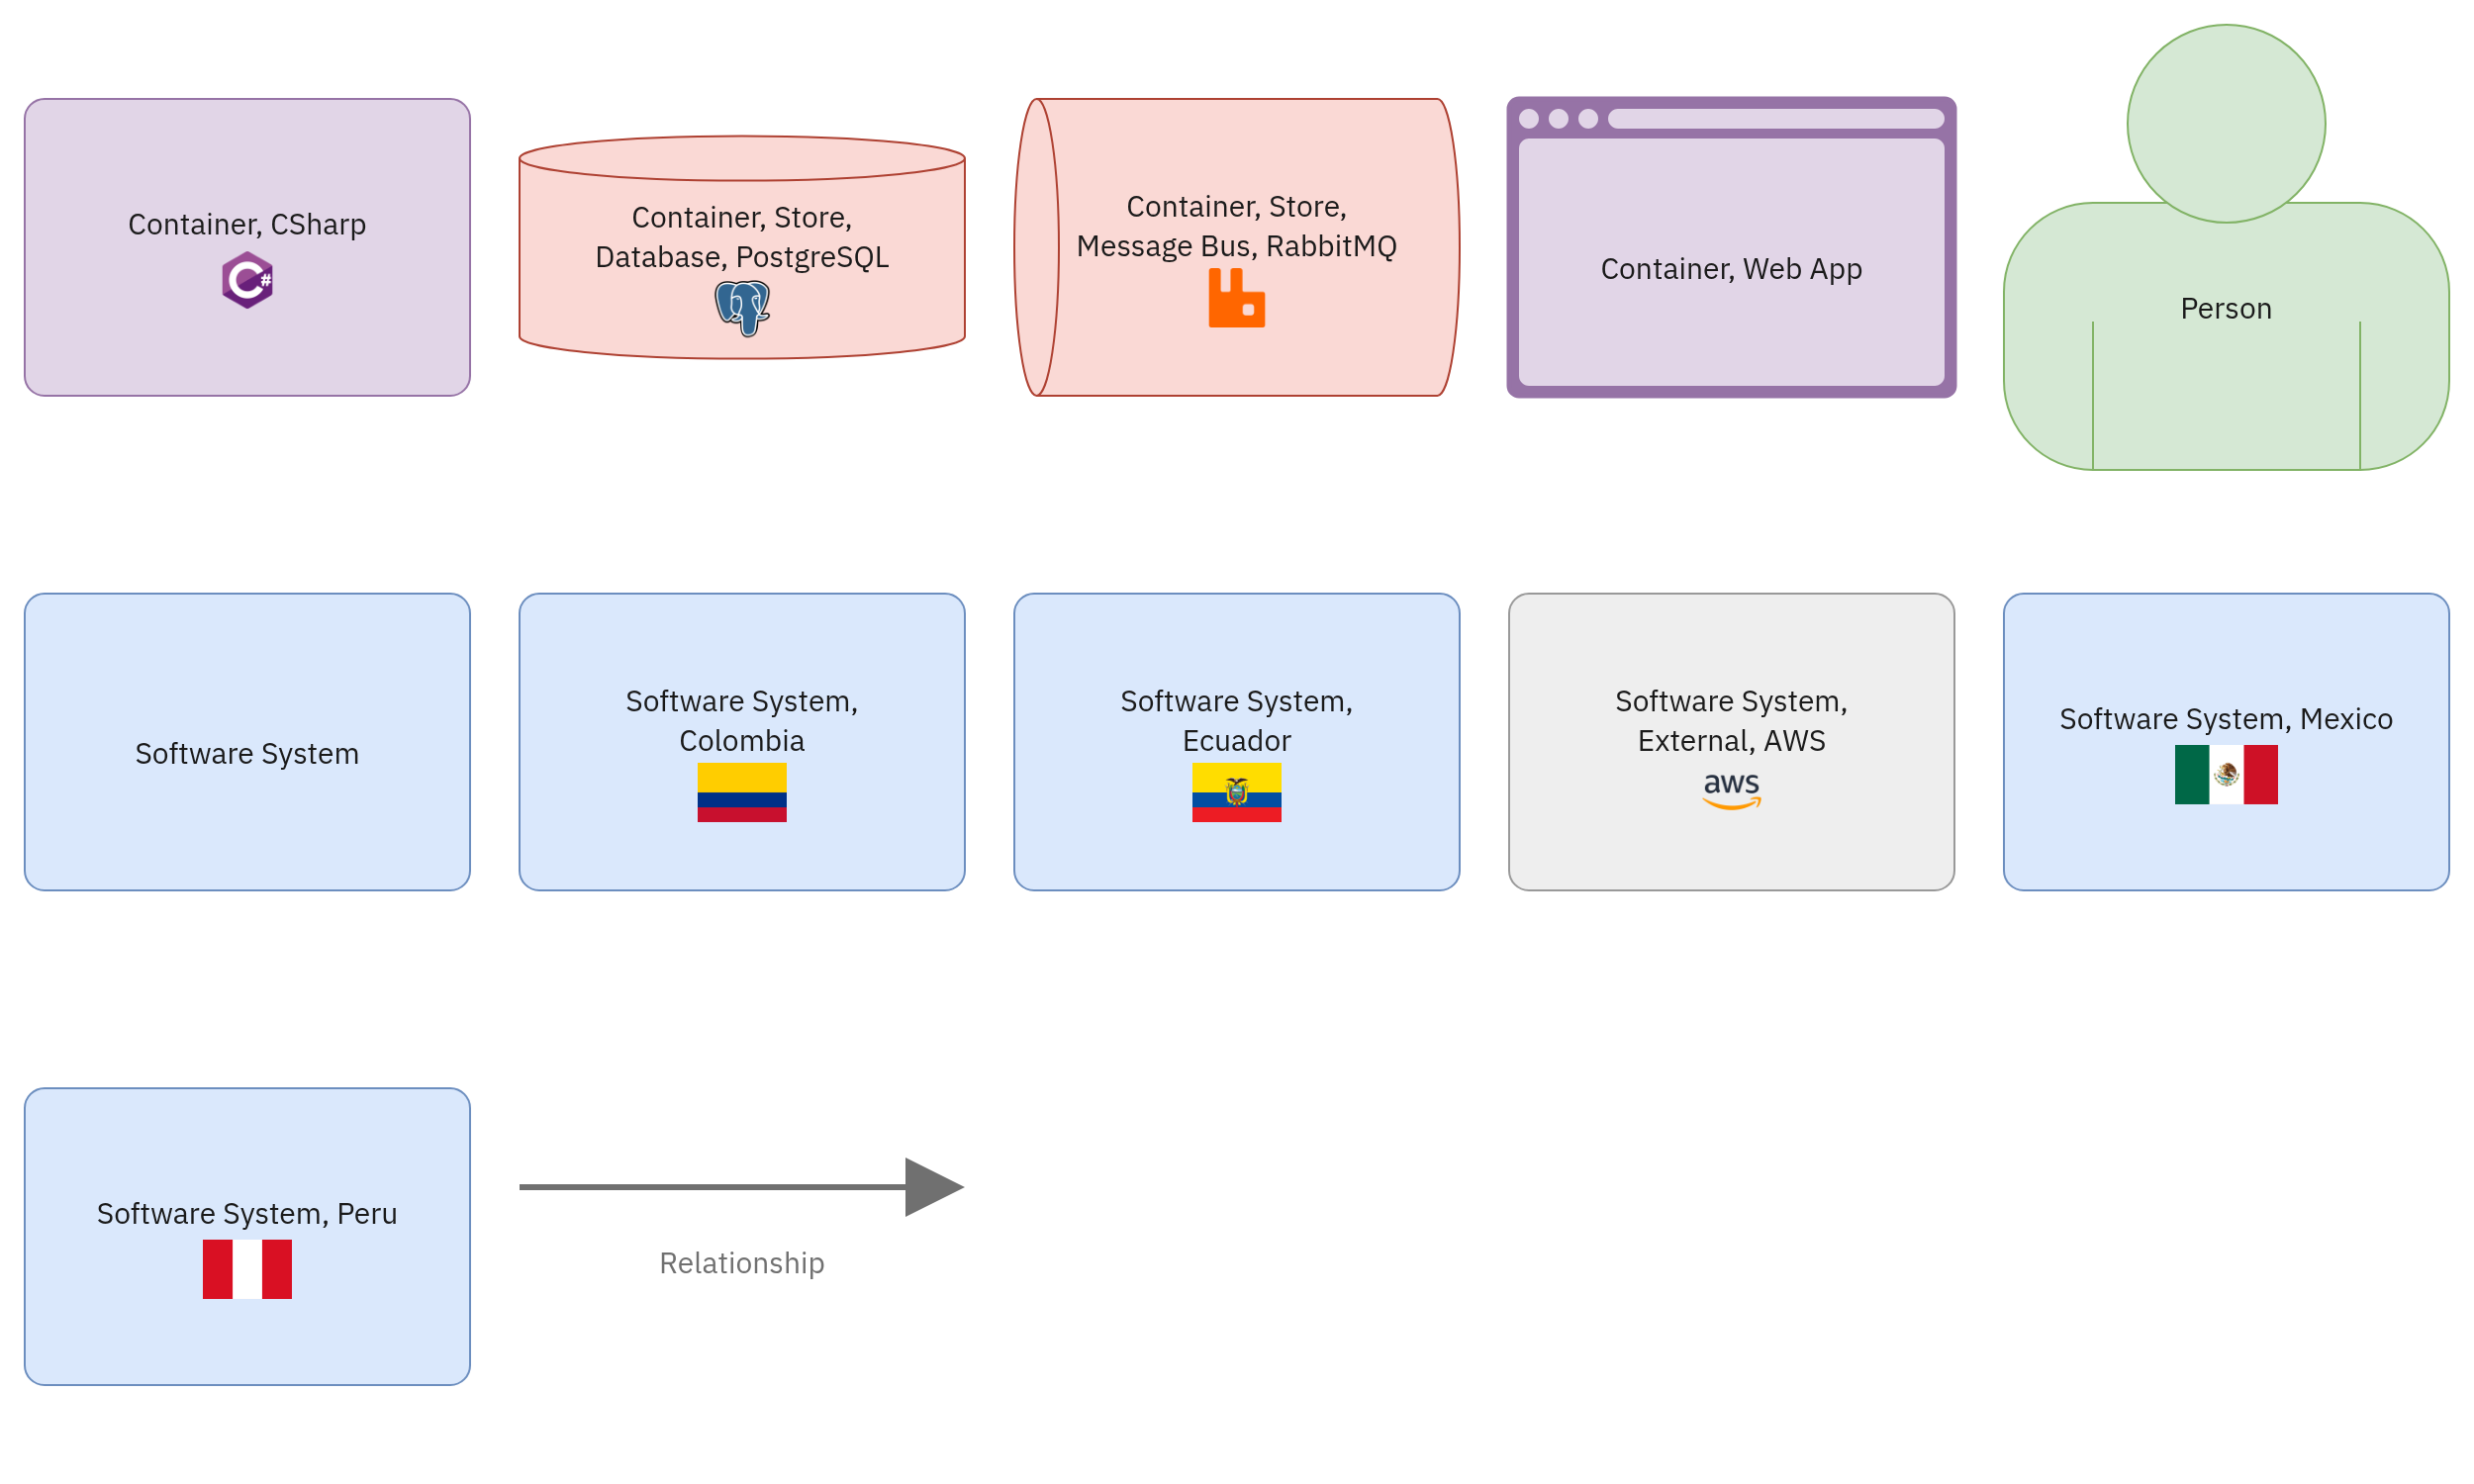 Container, CSharp
C#
Container, Store,
Database, PostgreSQL
Container, Store,
Message Bus, RabbitMQ
Container, Web App
Person
Software System
Software System,
Colombia
Software System,
Ecuador
Software System,
External, AWS
aws
Software System, Mexico
Software System, Peru
Relationship